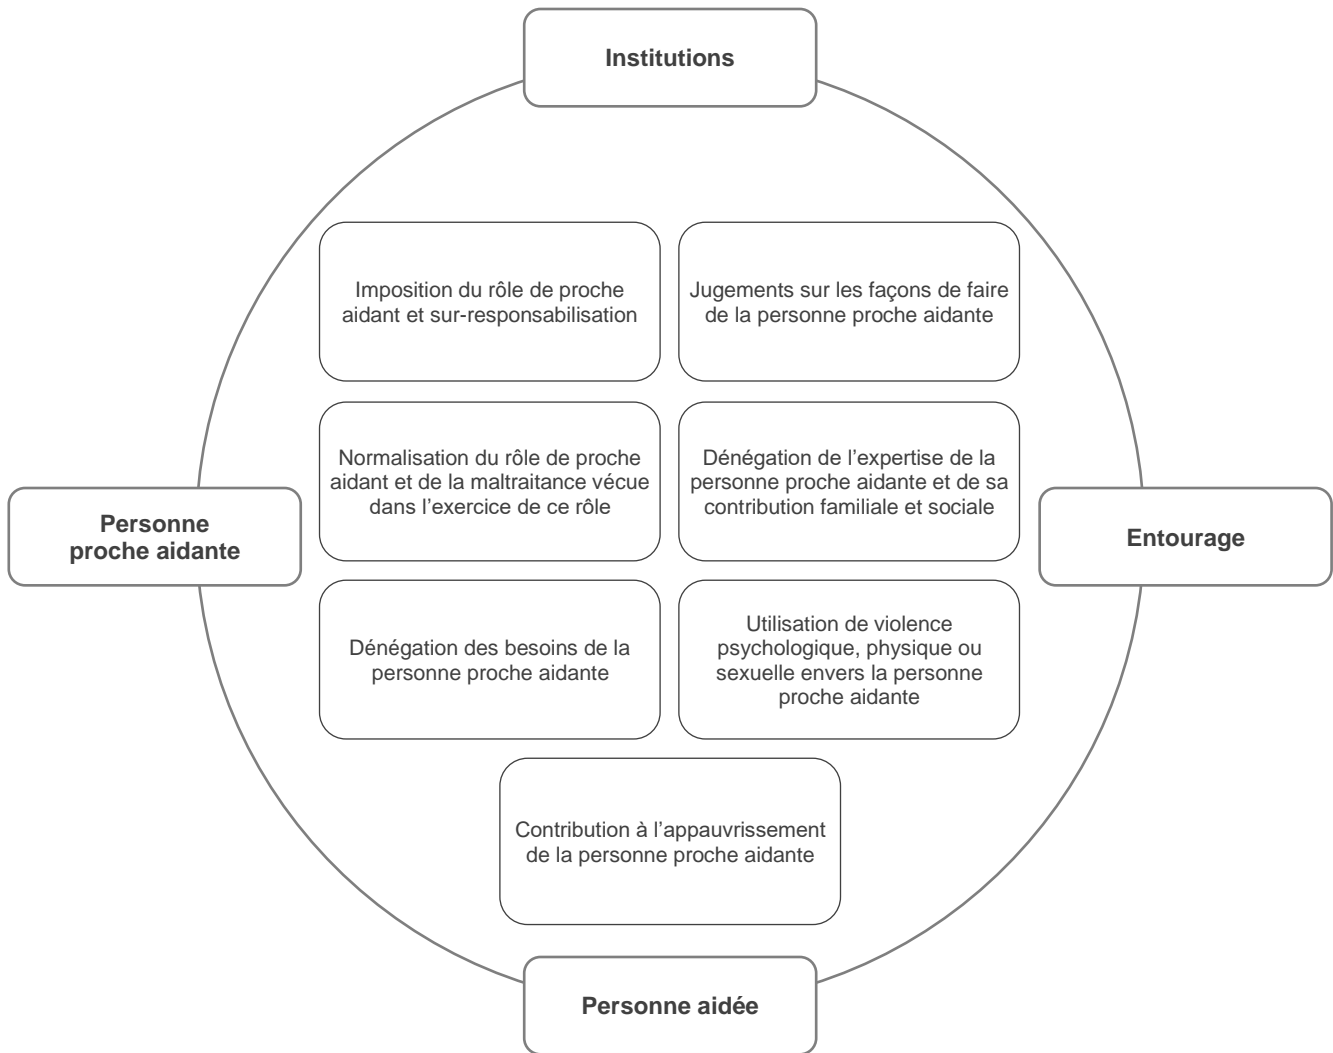 Institutions
Imposition du rôle de proche
aidant et sur-responsabilisation
Jugements sur les façons de faire
de la personne proche aidante
Normalisation du rôle de proche
aidant et de la maltraitance vécue
dans l’exercice de ce rôle
Dénégation de l’expertise de la
personne proche aidante et de sa
contribution familiale et sociale
Personne
proche aidante
Entourage
Dénégation des besoins de la
personne proche aidante
Utilisation de violence
psychologique, physique ou
sexuelle envers la personne
proche aidante
Contribution à l’appauvrissement
de la personne proche aidante
Personne aidée